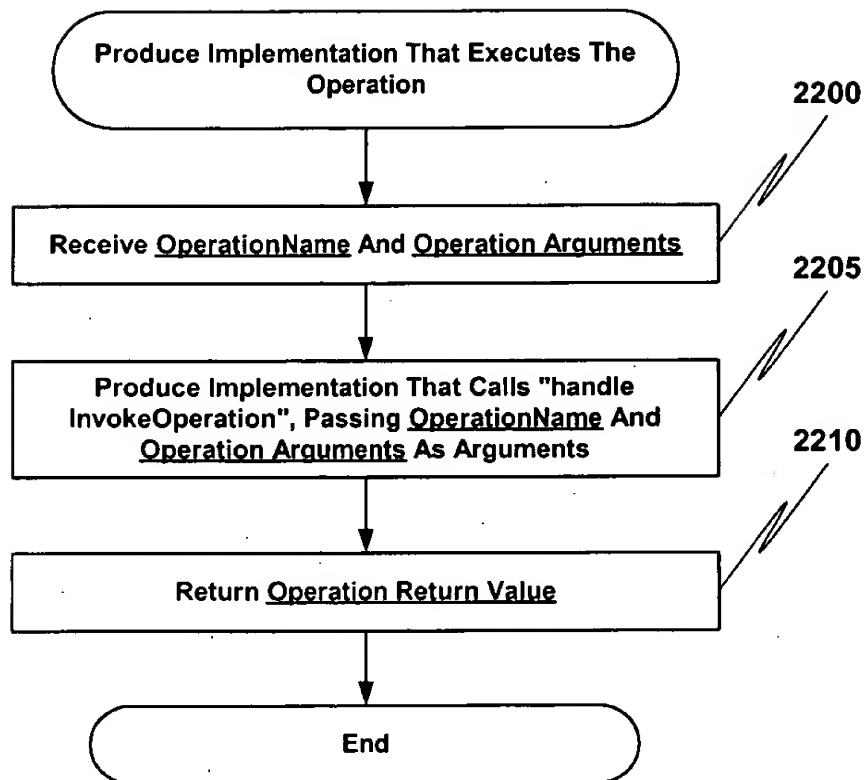 Produce Implementation That Executes The
Operation
2200
Receive OperationName And Operation Arguments
2205
Produce Implementation That Calls "handle
InvokeOperation", Passing OperationName And
Operation Arguments As Arguments
2210
Return Operation Return Value
End